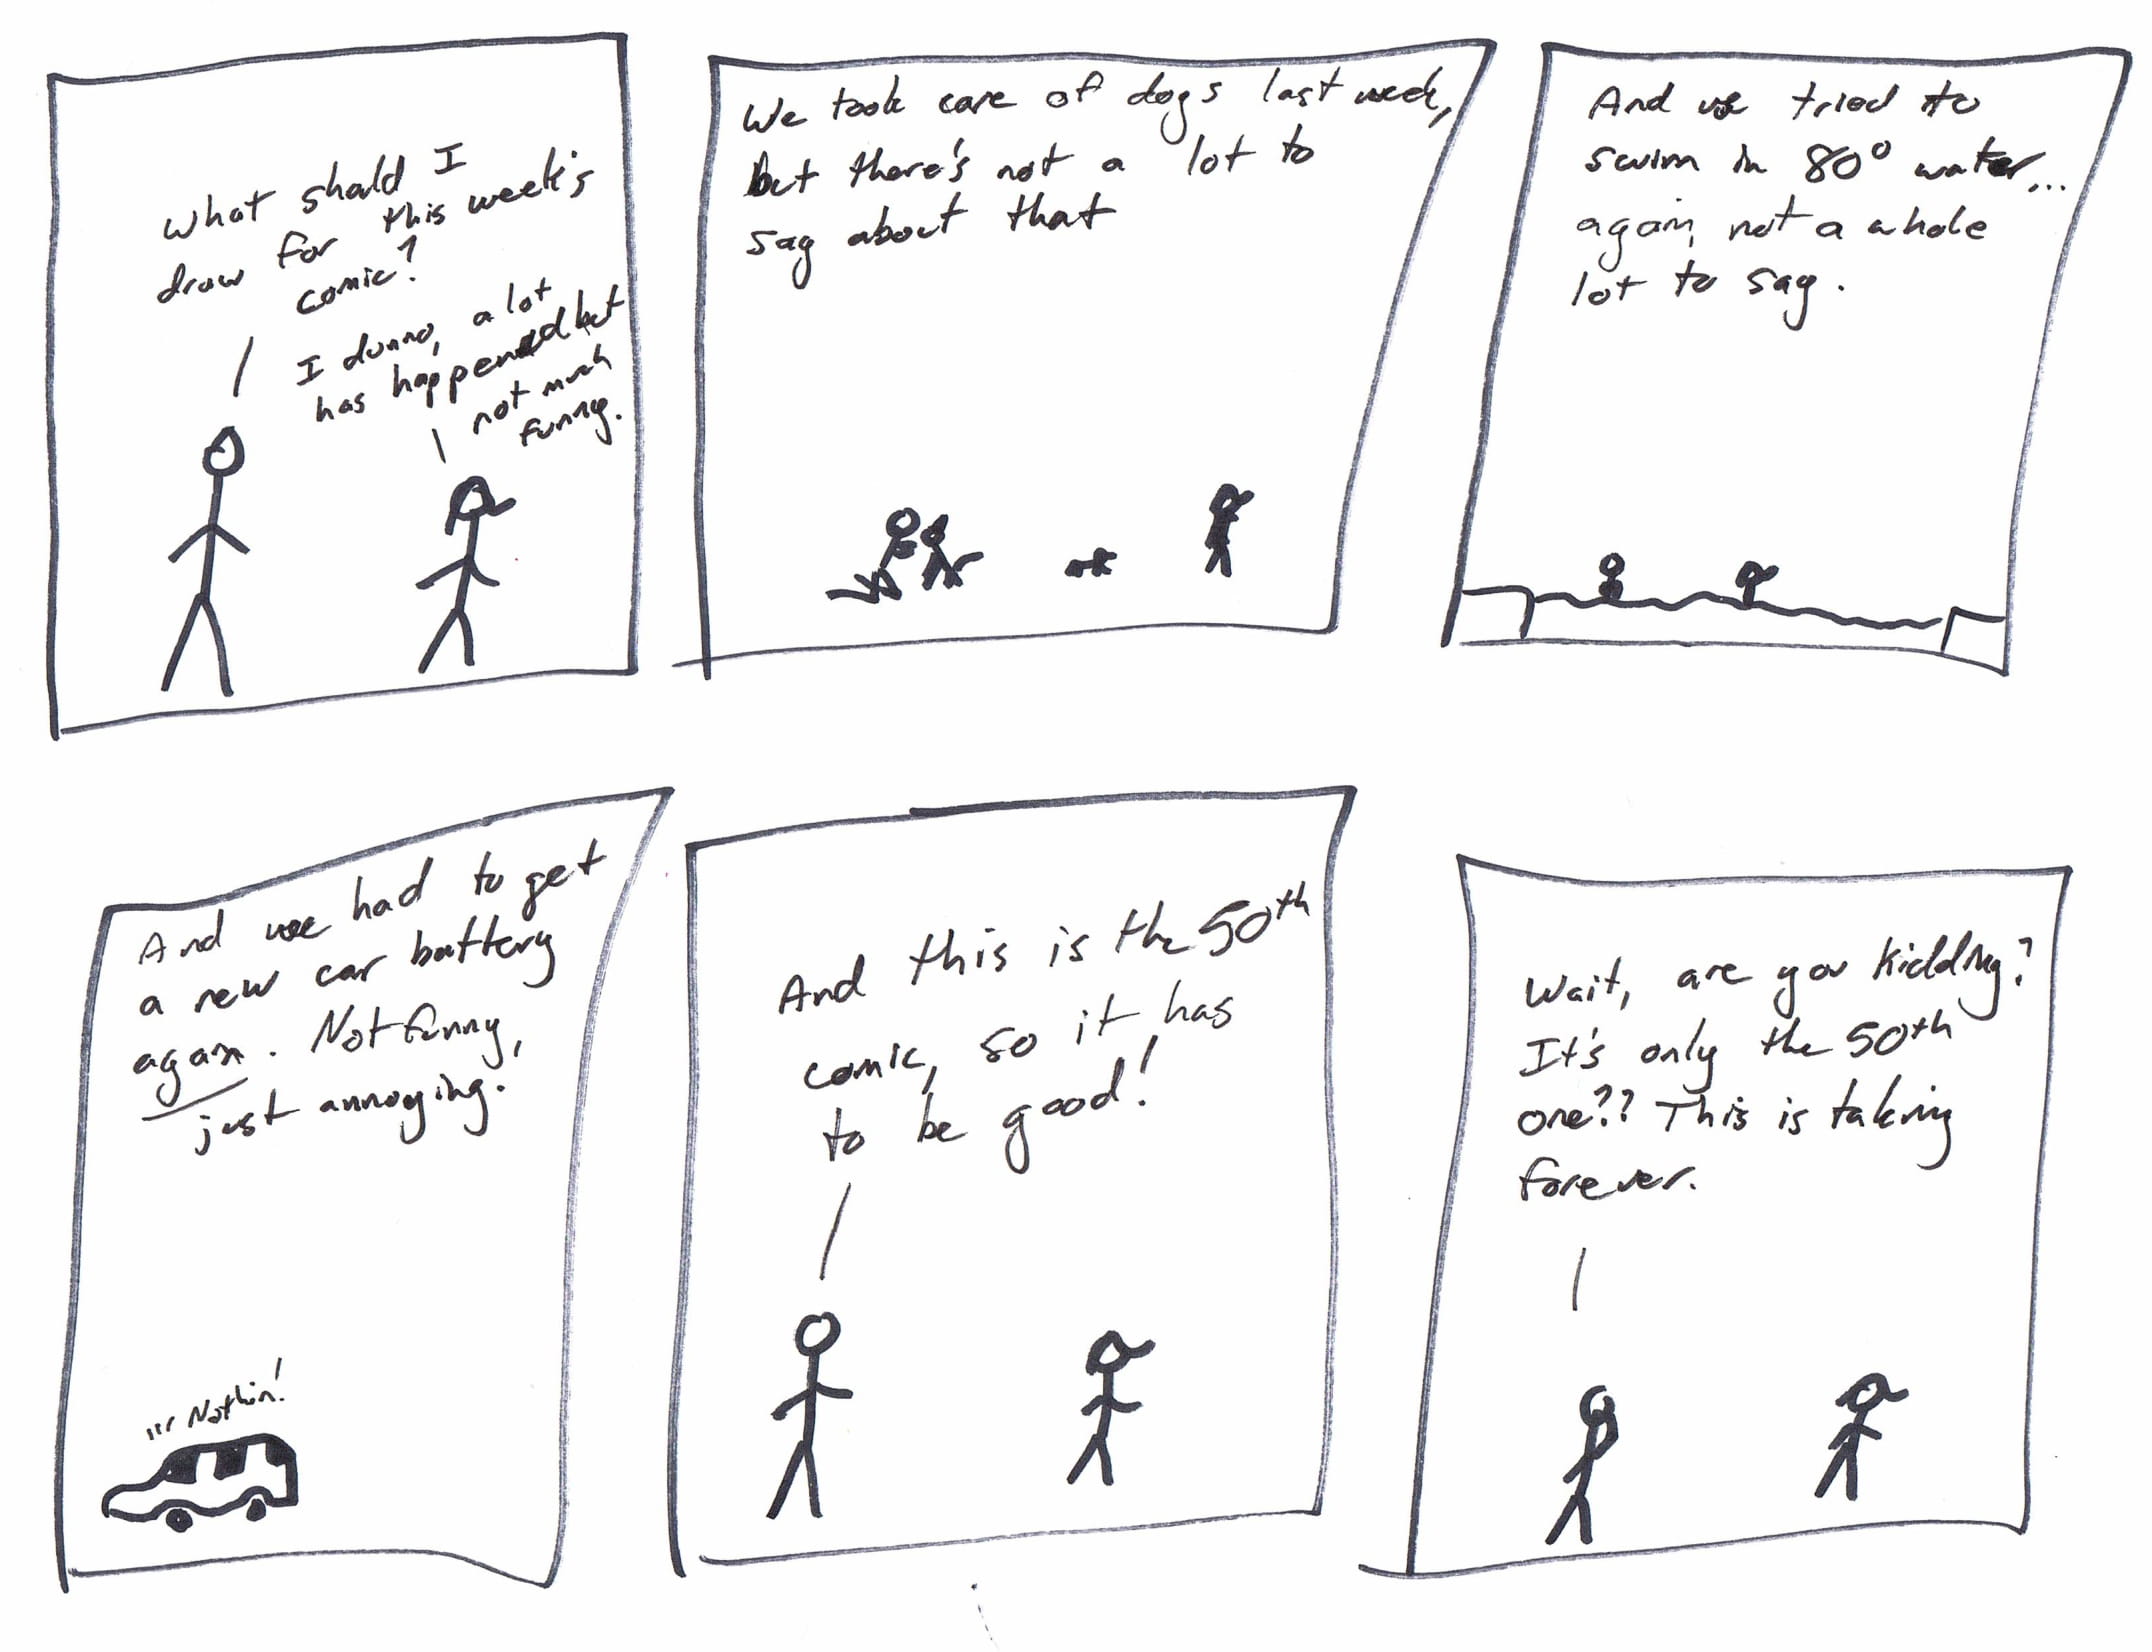 What should I
draw for this week's
comic?
I dunno, a lot
has happened but
not much
funny.
We took care of dogs last week,
but there's not a lot to
say about that
And we tried to
swim in 80° water...
again, not a whole
lot to say.
And we had to get
a new car battery
again. Not funny,
just annoying.
... Nothin!
And this is the 50th
comic, so it has
to be good!
Wait, are you kidding?
It's only the 50th
one?? This is taking
forever.